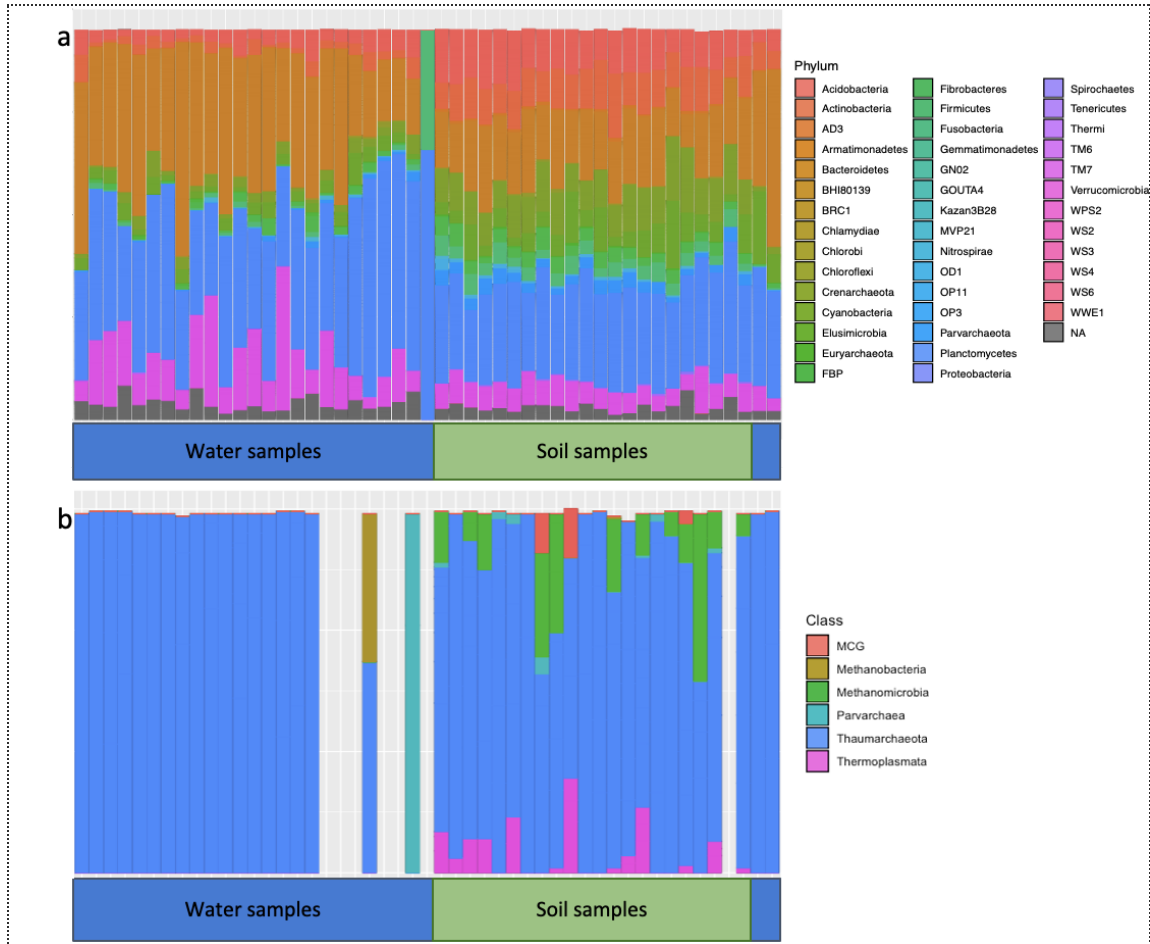 a
Phylum
Acidobacteria
Actinobacteria
AD3
Armatimonadetes
Bacteroidetes
BHI80139
BRC1
Chlamydiae
Chlorobi
Chloroflexi
Crenarchaeota
Cyanobacteria
Elusimicrobia
Euryarchaeota
FBP
Fibrobacteres
Firmicutes
Fusobacteria
Gemmatimonadetes
GN02
GOUTA4
Kazan3B28
MVP21
Nitrospirae
OD1
OP11
OP3
Parvarchaeota
Planctomycetes
Proteobacteria
Spirochaetes
Tenericutes
Thermi
TM6
TM7
Verrucomicrobia
WPS2
WS2
WS3
WS4
WS6
WWE1
NA
Water samples
Soil samples
b
Class
MCG
Methanobacteria
Methanomicrobia
Parvarchaea
Thaumarchaeota
Thermoplasmata
Water samples
Soil samples